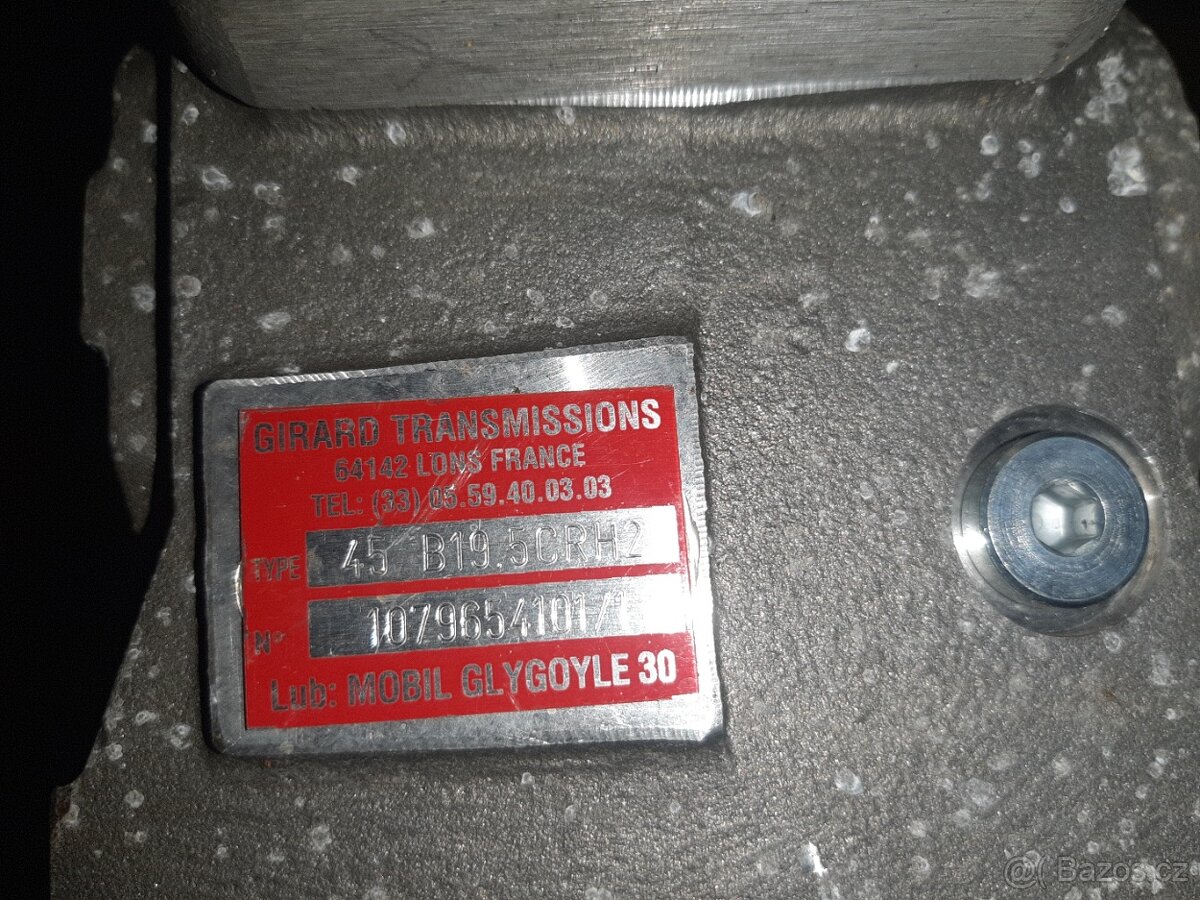 GIRARD TRANSMISSIONS
64142 LONS FRANCE
TEL: (33) 05.59.40.03.03
TYPE 45 B19.5CRH2
N° 1079654101/1
Lub: MOBIL GLYGOYLE 30
@( Bazos.cz